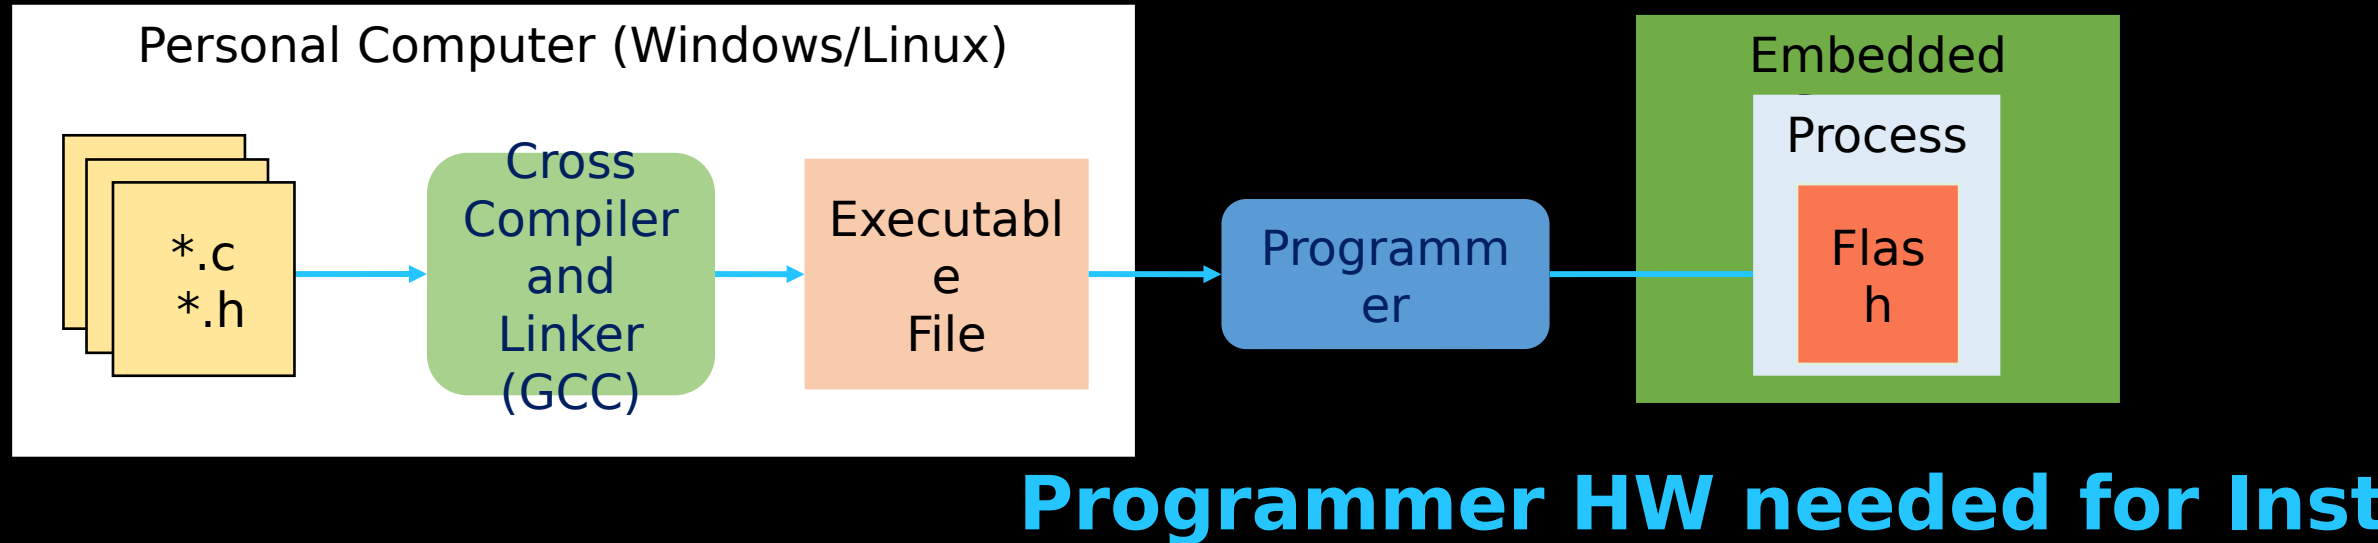 Personal Computer (Windows/Linux)
*.c
*.h
Cross
Compiler
and
Linker
(GCC)
Executabl
e
File
Programm
er
Embedded
Process
Flas
h
Programmer HW needed for Inst